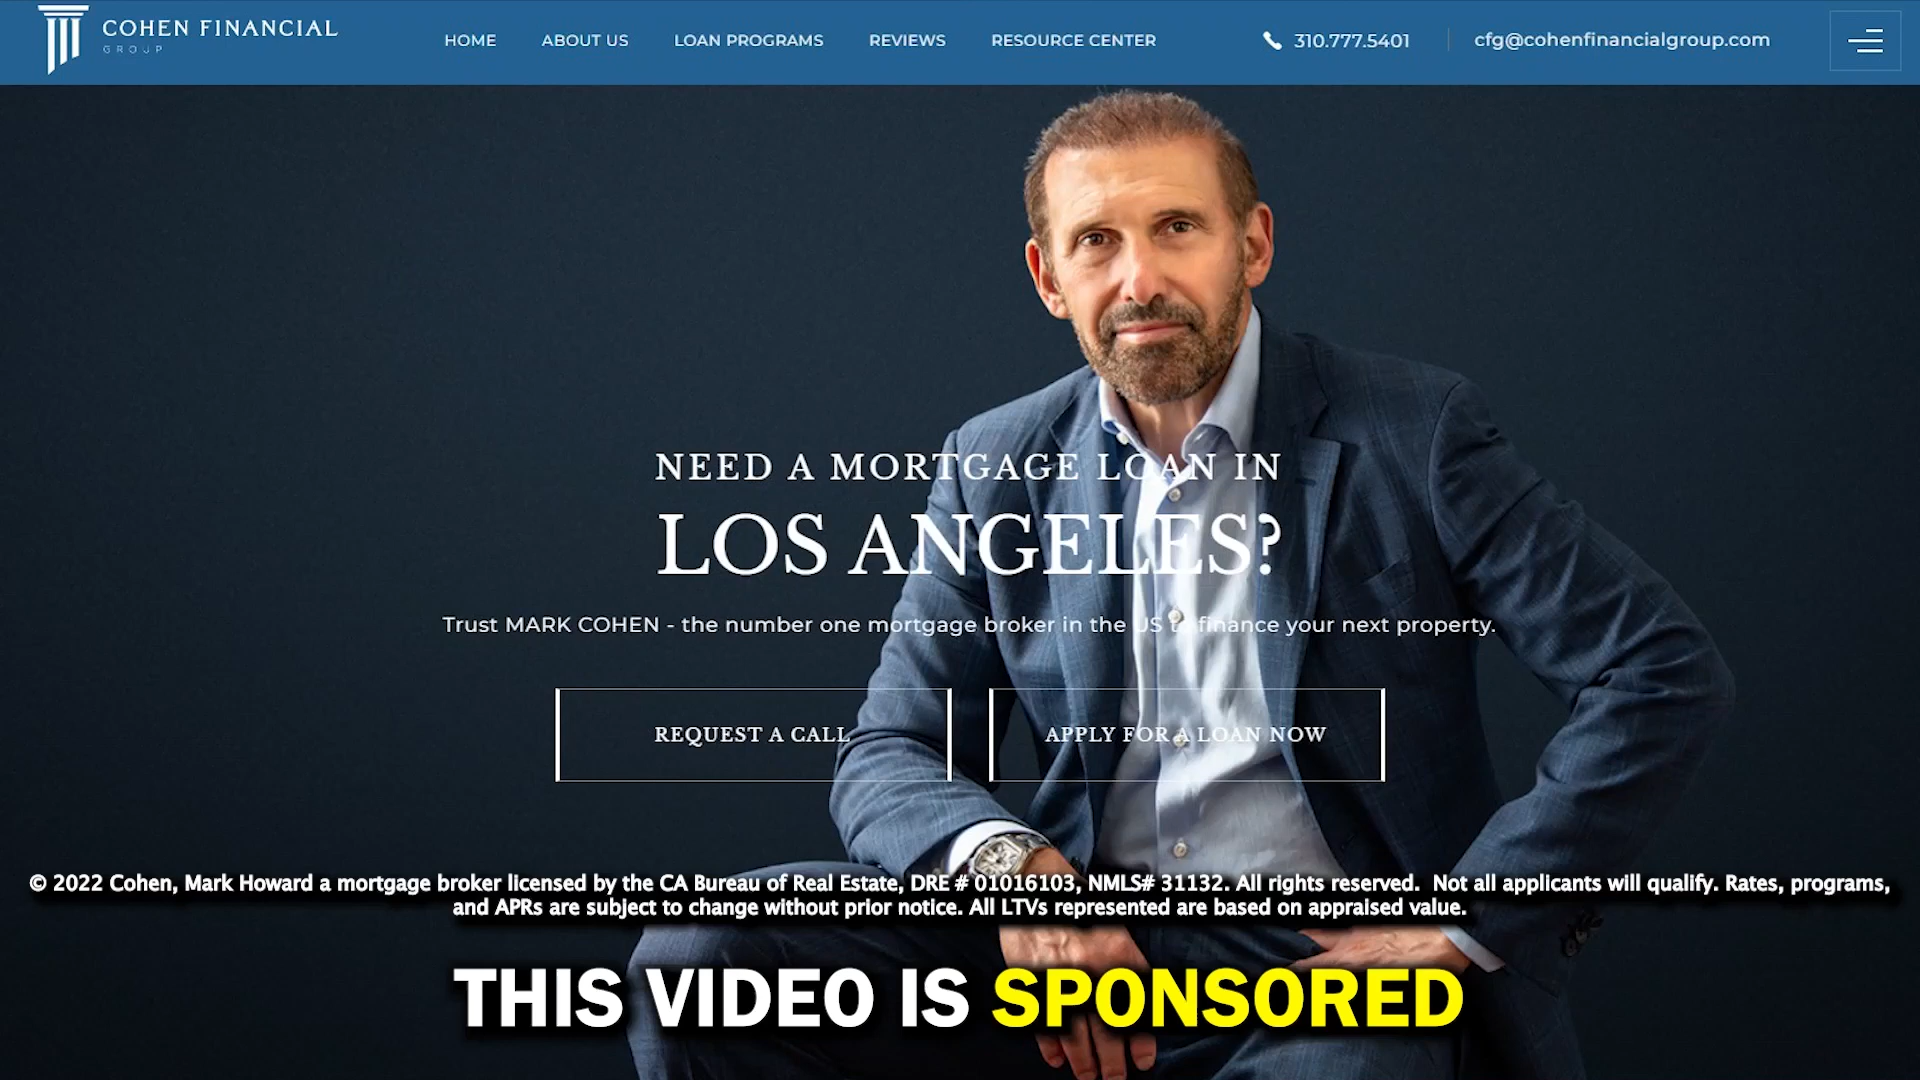 COHEN FINANCIAL
GROUP
HOME ABOUT US LOAN PROGRAMS REVIEWS RESOURCE CENTER 310.777.5401 cfg@cohenfinancialgroup.com
NEED A MORTGAGE LOAN IN
LOS ANGELES?
Trust MARK COHEN - the number one mortgage broker in the US to finance your next property.
REQUEST A CALL APPLY FOR A LOAN NOW
© 2022 Cohen, Mark Howard a mortgage broker licensed by the CA Bureau of Real Estate, DRE # 01016103, NMLS# 31132. All rights reserved. Not all applicants will qualify. Rates, programs,
and APRs are subject to change without prior notice. All LTVs represented are based on appraised value.
THIS VIDEO IS SPONSORED